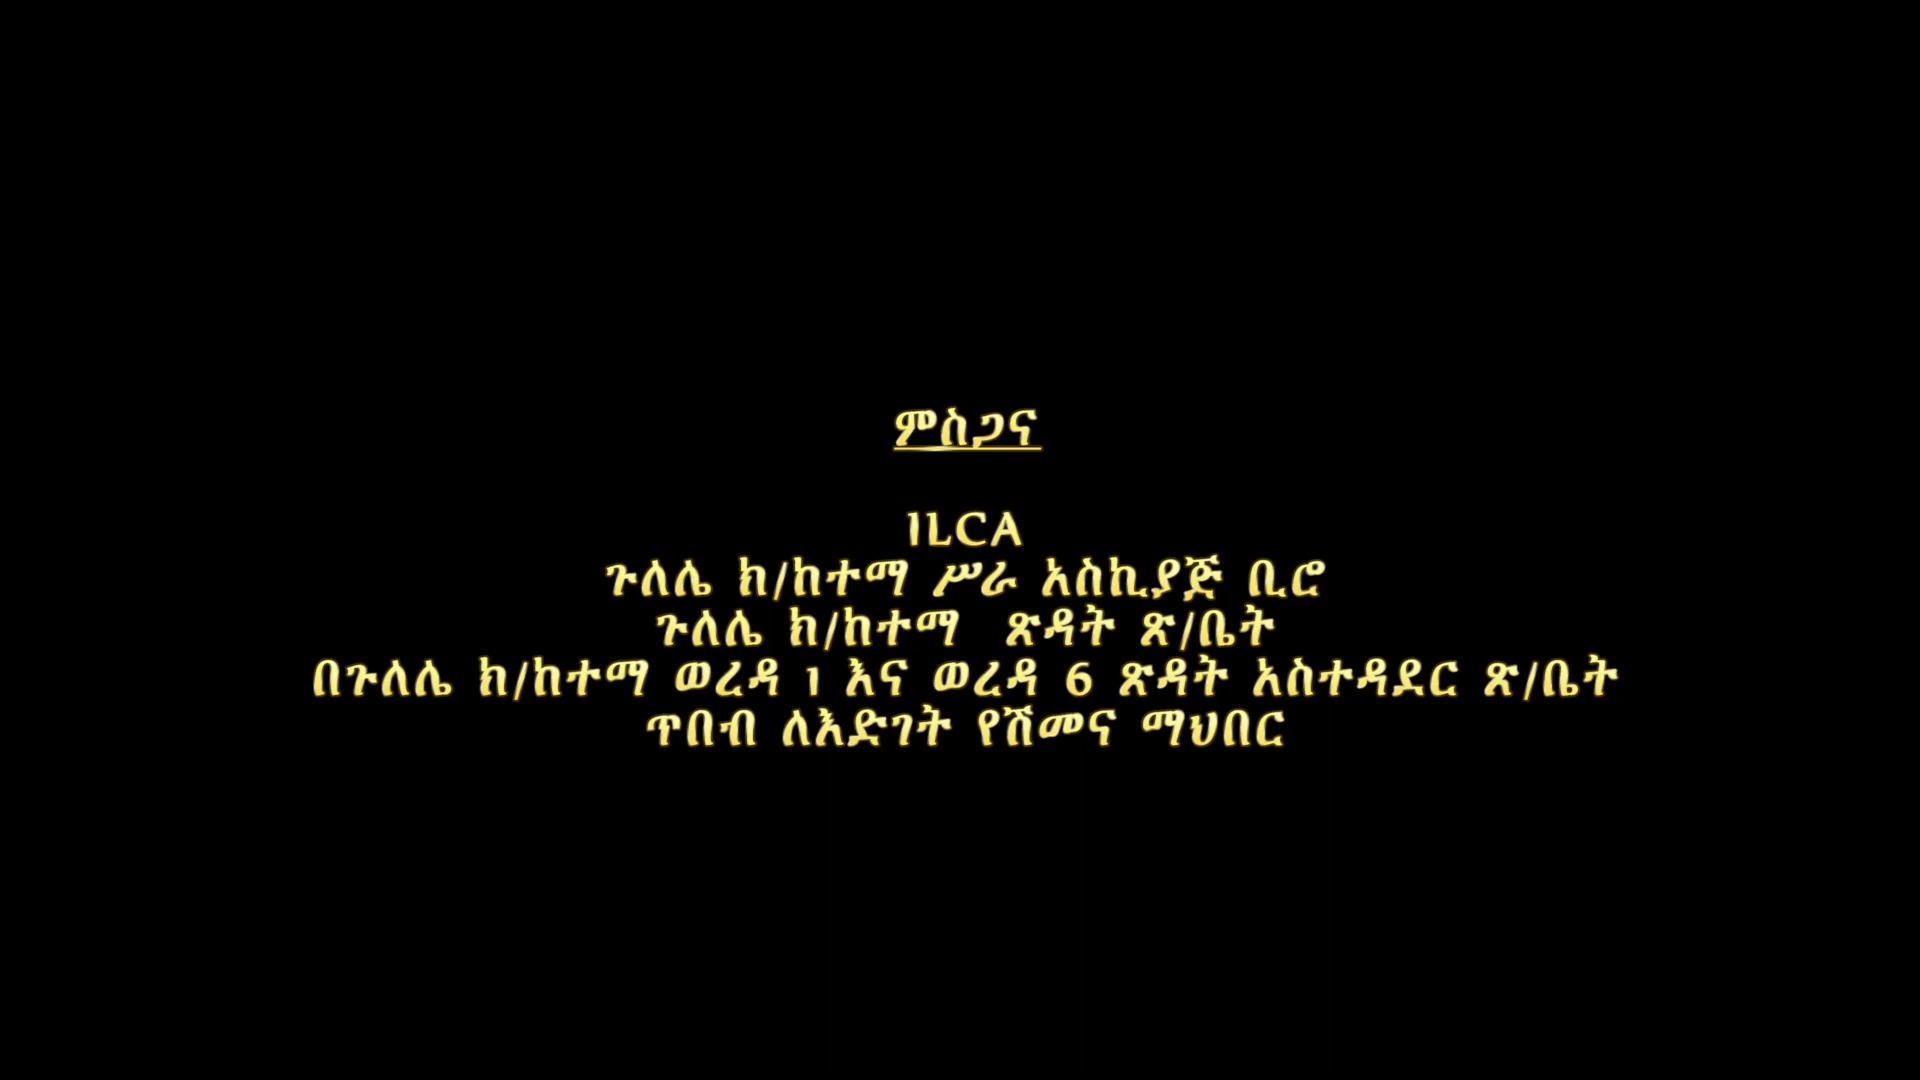 ምስጋና
ILCA
ጉለሌ ክ/ከተማ ሥራ አስኪያጅ ቢሮ
ጉለሌ ክ/ከተማ ጽዳት ጽ/ቤት
በጉለሌ ክ/ከተማ ወረዳ 1 እና ወረዳ 6 ጽዳት አስተዳደር ጽ/ቤት
ጥበብ ለእድገት የሽመና ማህበር